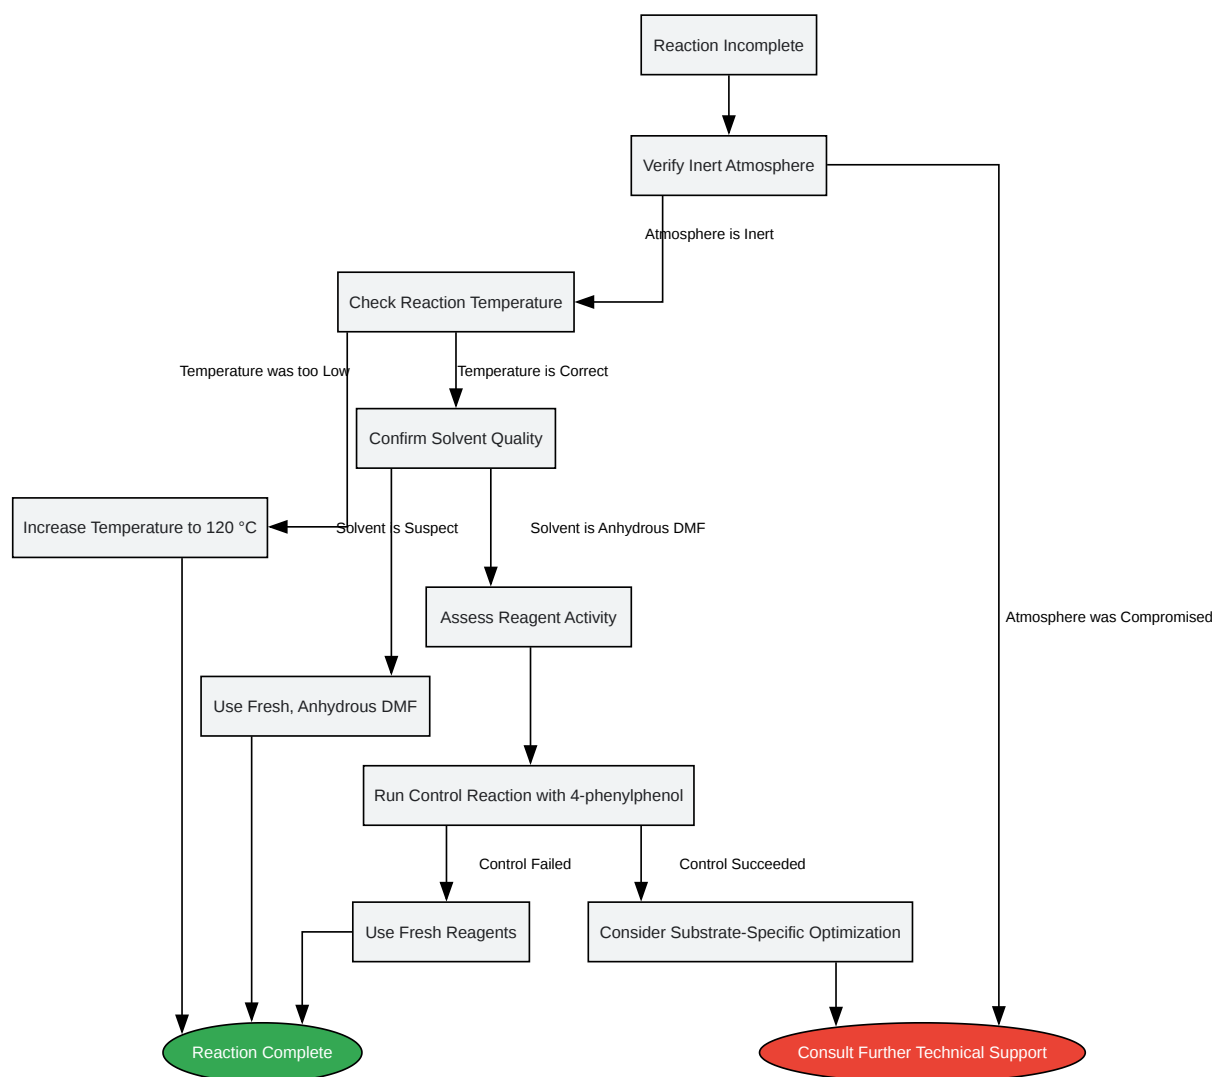 Reaction Incomplete
Verify Inert Atmosphere
Atmosphere is Inert
Check Reaction Temperature
Temperature was too Low
Temperature is Correct
Confirm Solvent Quality
Increase Temperature to 120 °C
Solvent is Suspect
Solvent is Anhydrous DMF
Assess Reagent Activity
Atmosphere was Compromised
Use Fresh, Anhydrous DMF
Run Control Reaction with 4-phenylphenol
Control Failed
Control Succeeded
Use Fresh Reagents
Consider Substrate-Specific Optimization
Reaction Complete
Consult Further Technical Support